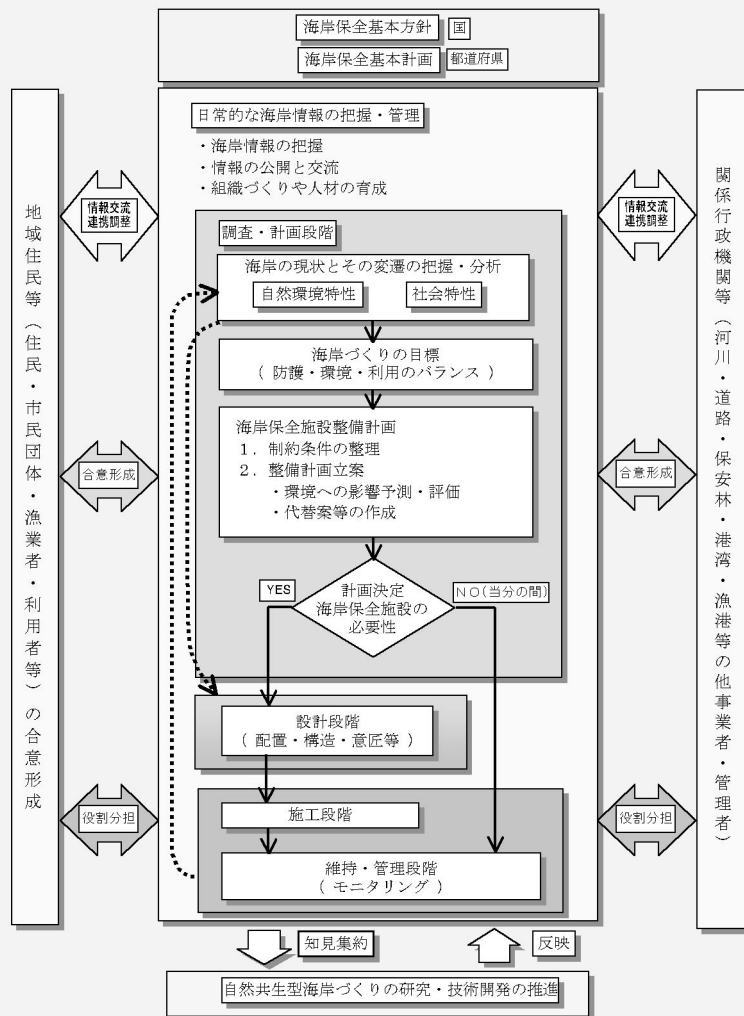 海岸保全基本方針 国
海岸保全基本計画 都道府県
日常的な海岸情報の把握・管理
・海岸情報の把握
・情報の公開と交流
・組織づくりや人材の育成
地域住民等（住民・市民団体・漁業者・利用者等）の合意形成
情報交流
連携調整
合意形成
役割分担
調査・計画段階
海岸の現状とその変遷の把握・分析
自然環境特性 社会特性
海岸づくりの目標
（ 防護・環境・利用のバランス ）
海岸保全施設整備計画
１．制約条件の整理
２．整備計画立案
・環境への影響予測・評価
・代替案等の作成
計画決定
海岸保全施設の
必要性
YES
ＮＯ(当分の間)
設計段階
（ 配置・構造・意匠等 ）
施工段階
維持・管理段階
（ モニタリング ）
情報交流
連携調整
合意形成
役割分担
関係行政機関等（河川・道路・保安林・港湾・漁港等の他事業者・管理者）
知見集約
反映
自然共生型海岸づくりの研究・技術開発の推進